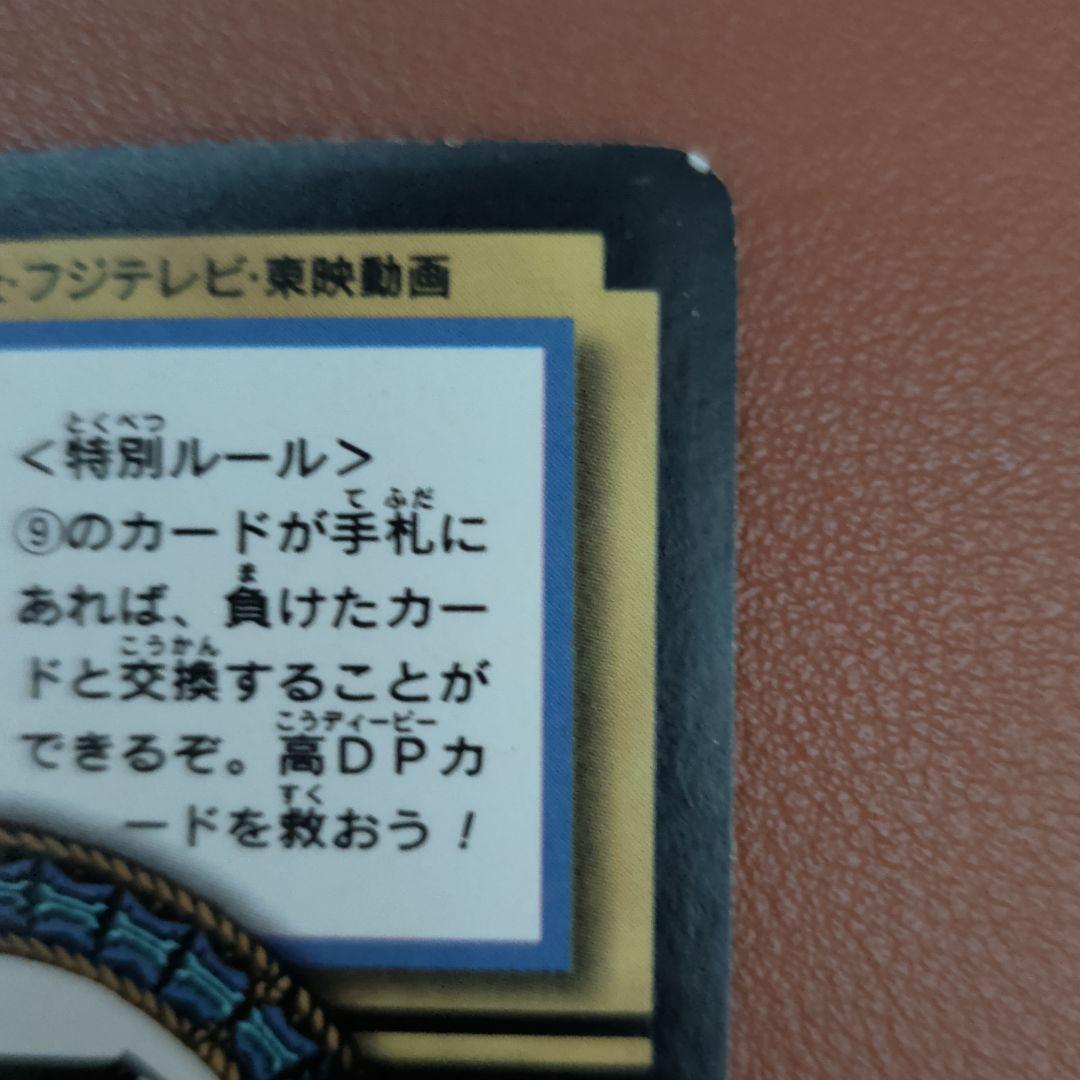 ・フジテレビ・東映動画
とくべつ
<特別ルール>
て ふだ
⑨のカードが手札に
ま
あれば、負けたカー
こうかん
ドと交換することが
こうディーピー
できるぞ。高DPカ
すく
ードを救おう！